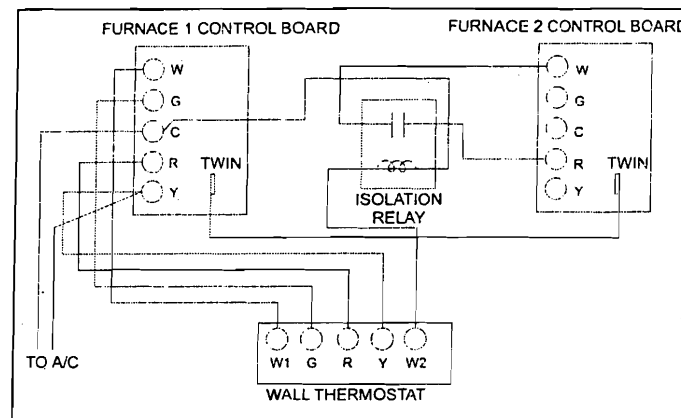 FURNACE 1 CONTROL BOARD
FURNACE 2 CONTROL BOARD
W
G
C
R
Y
TWIN
ISOLATION
RELAY
W
G
C
R
Y
TWIN
TO A/C
W1 G R Y W2
WALL THERMOSTAT